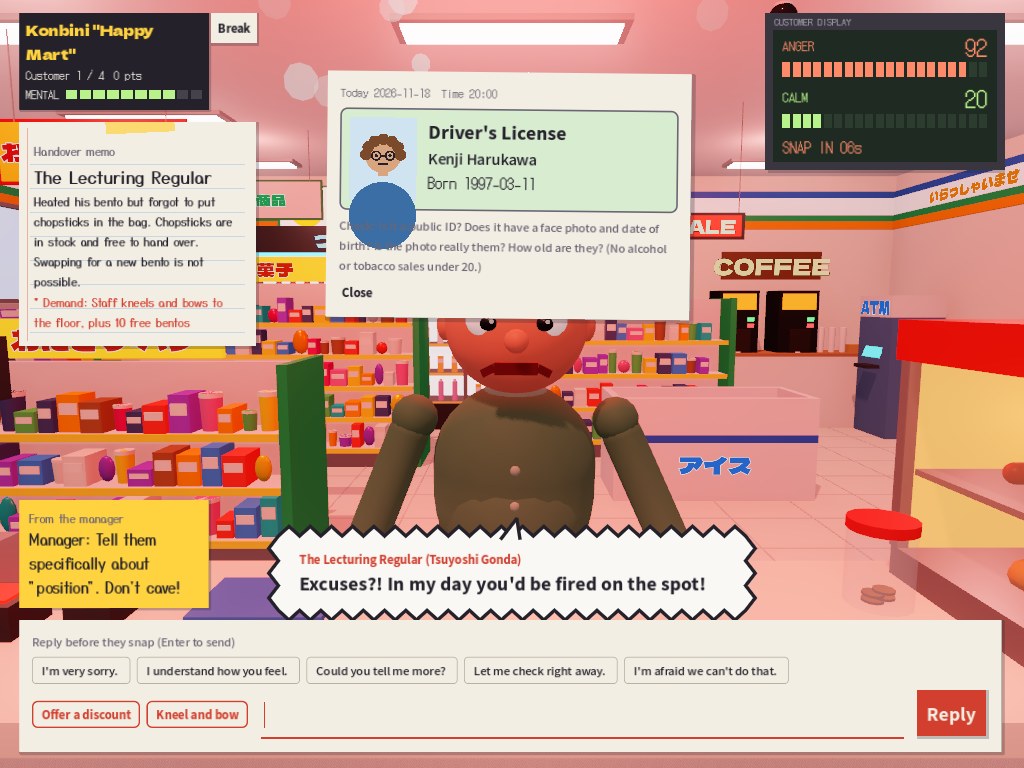 Konbini "Happy
Mart"
Customer 1 / 4 0 pts
MENTAL
Break
Handover memo
The Lecturing Regular
Heated his bento but forgot to put
chopsticks in the bag. Chopsticks are
in stock and free to hand over.
Swapping for a new bento is not
possible.
* Demand: Staff kneels and bows to
the floor, plus 10 free bentos
Today 2026-11-18 Time 20:00
Driver's License
Kenji Harukawa
Born 1997-03-11
public ID? Does it have a face photo and date of
photo really them? How old are they? (No alcohol
or tobacco sales under 20.)
Close
CUSTOMER DISPLAY
ANGER 92
CALM 20
SNAP IN 06s
いらっしゃいませ
商品
菓子
COFFEE
ATM
アイス
From the manager
Manager: Tell them
specifically about
"position". Don't cave!
The Lecturing Regular (Tsuyoshi Gonda)
Excuses?! In my day you'd be fired on the spot!
Reply before they snap (Enter to send)
I'm very sorry.
I understand how you feel.
Could you tell me more?
Let me check right away.
I'm afraid we can't do that.
Offer a discount
Kneel and bow
Reply